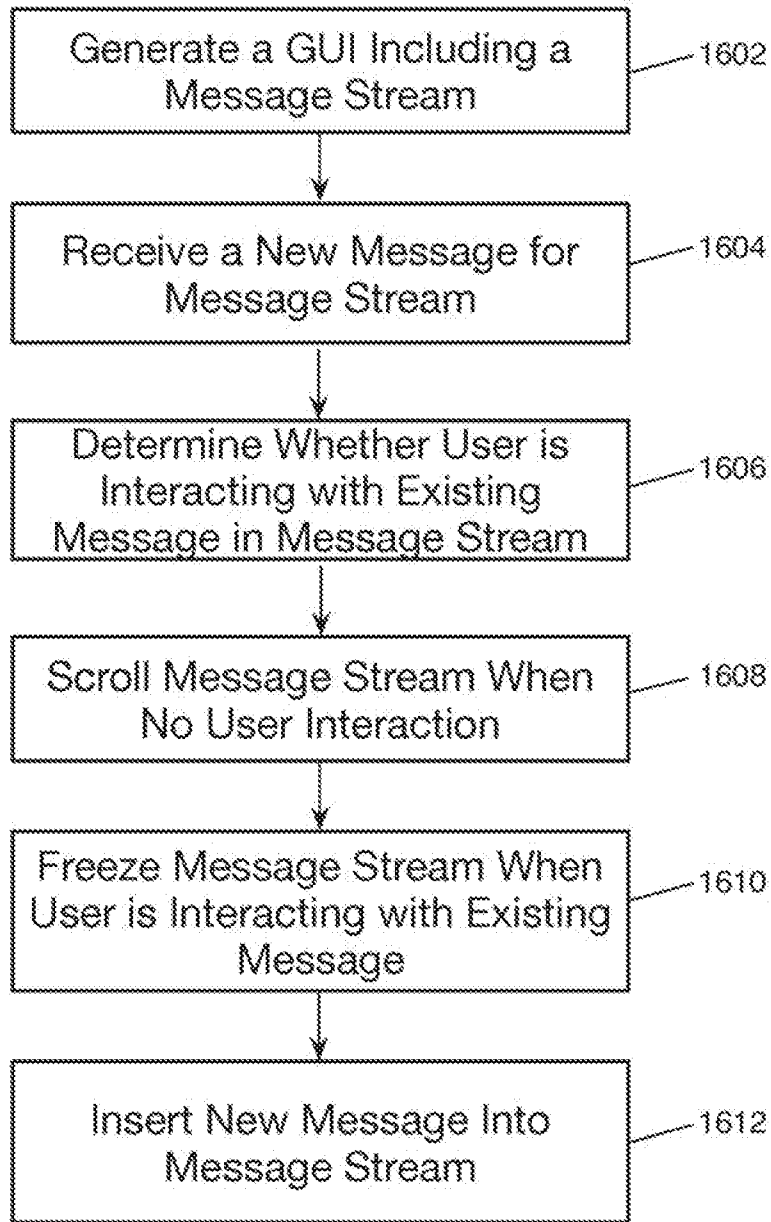 Generate a GUI Including a
Message Stream
1602
Receive a New Message for
Message Stream
1604
Determine Whether User is
Interacting with Existing
Message in Message Stream
1606
Scroll Message Stream When
No User Interaction
1608
Freeze Message Stream When
User is Interacting with Existing
Message
1610
Insert New Message Into
Message Stream
1612